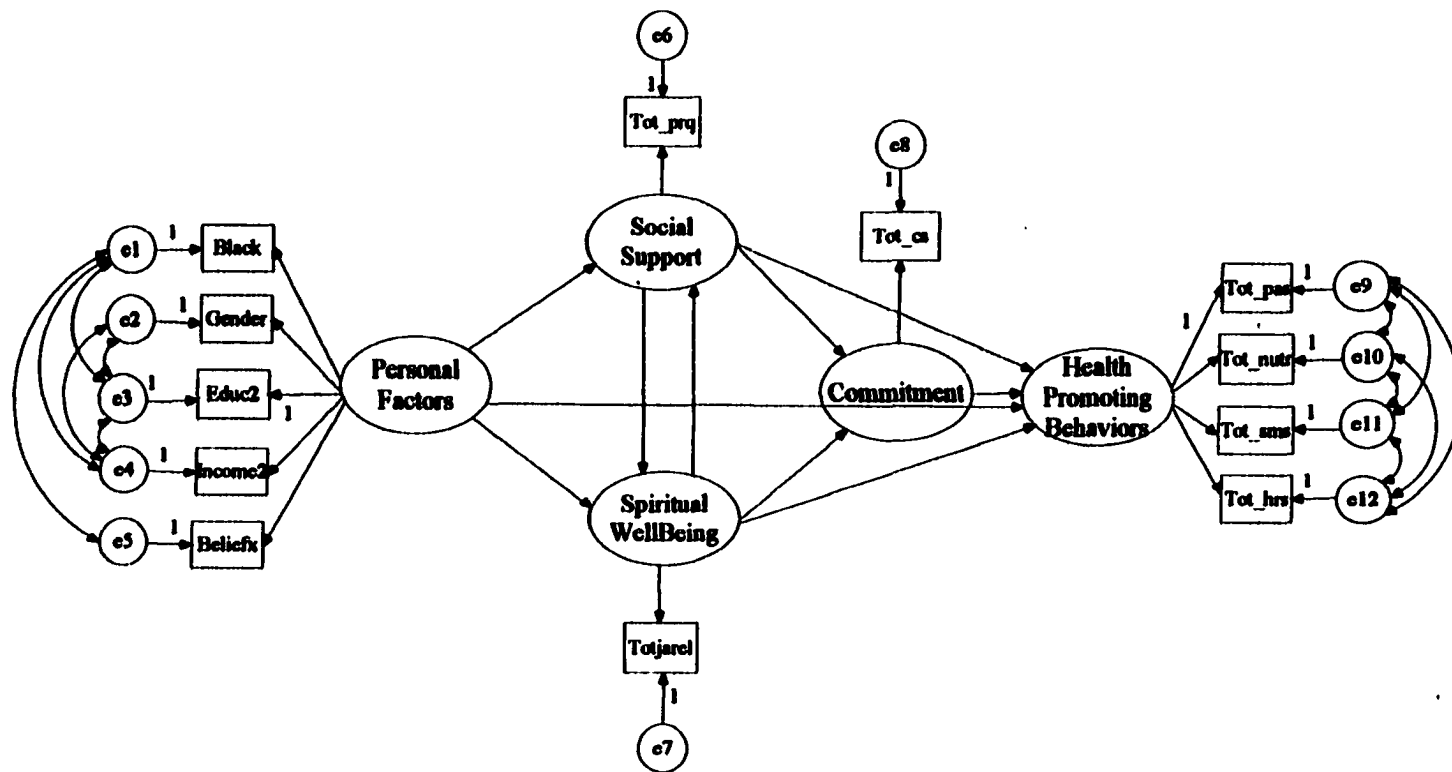 e6
1
Tot_prq
e8
1
Tot_cs
Social
Support
e1
1
Black
e2
1
Gender
e3
1
Educ2
1
e4
1
Income2
e5
1
Beliefx
Personal
Factors
Commitment
Health
Promoting
Behaviors
1
Tot_pas
1
e9
Tot_nutr
1
e10
Tot_sms
1
e11
Tot_hrs
1
e12
Spiritual
WellBeing
Totjarel
1
e7